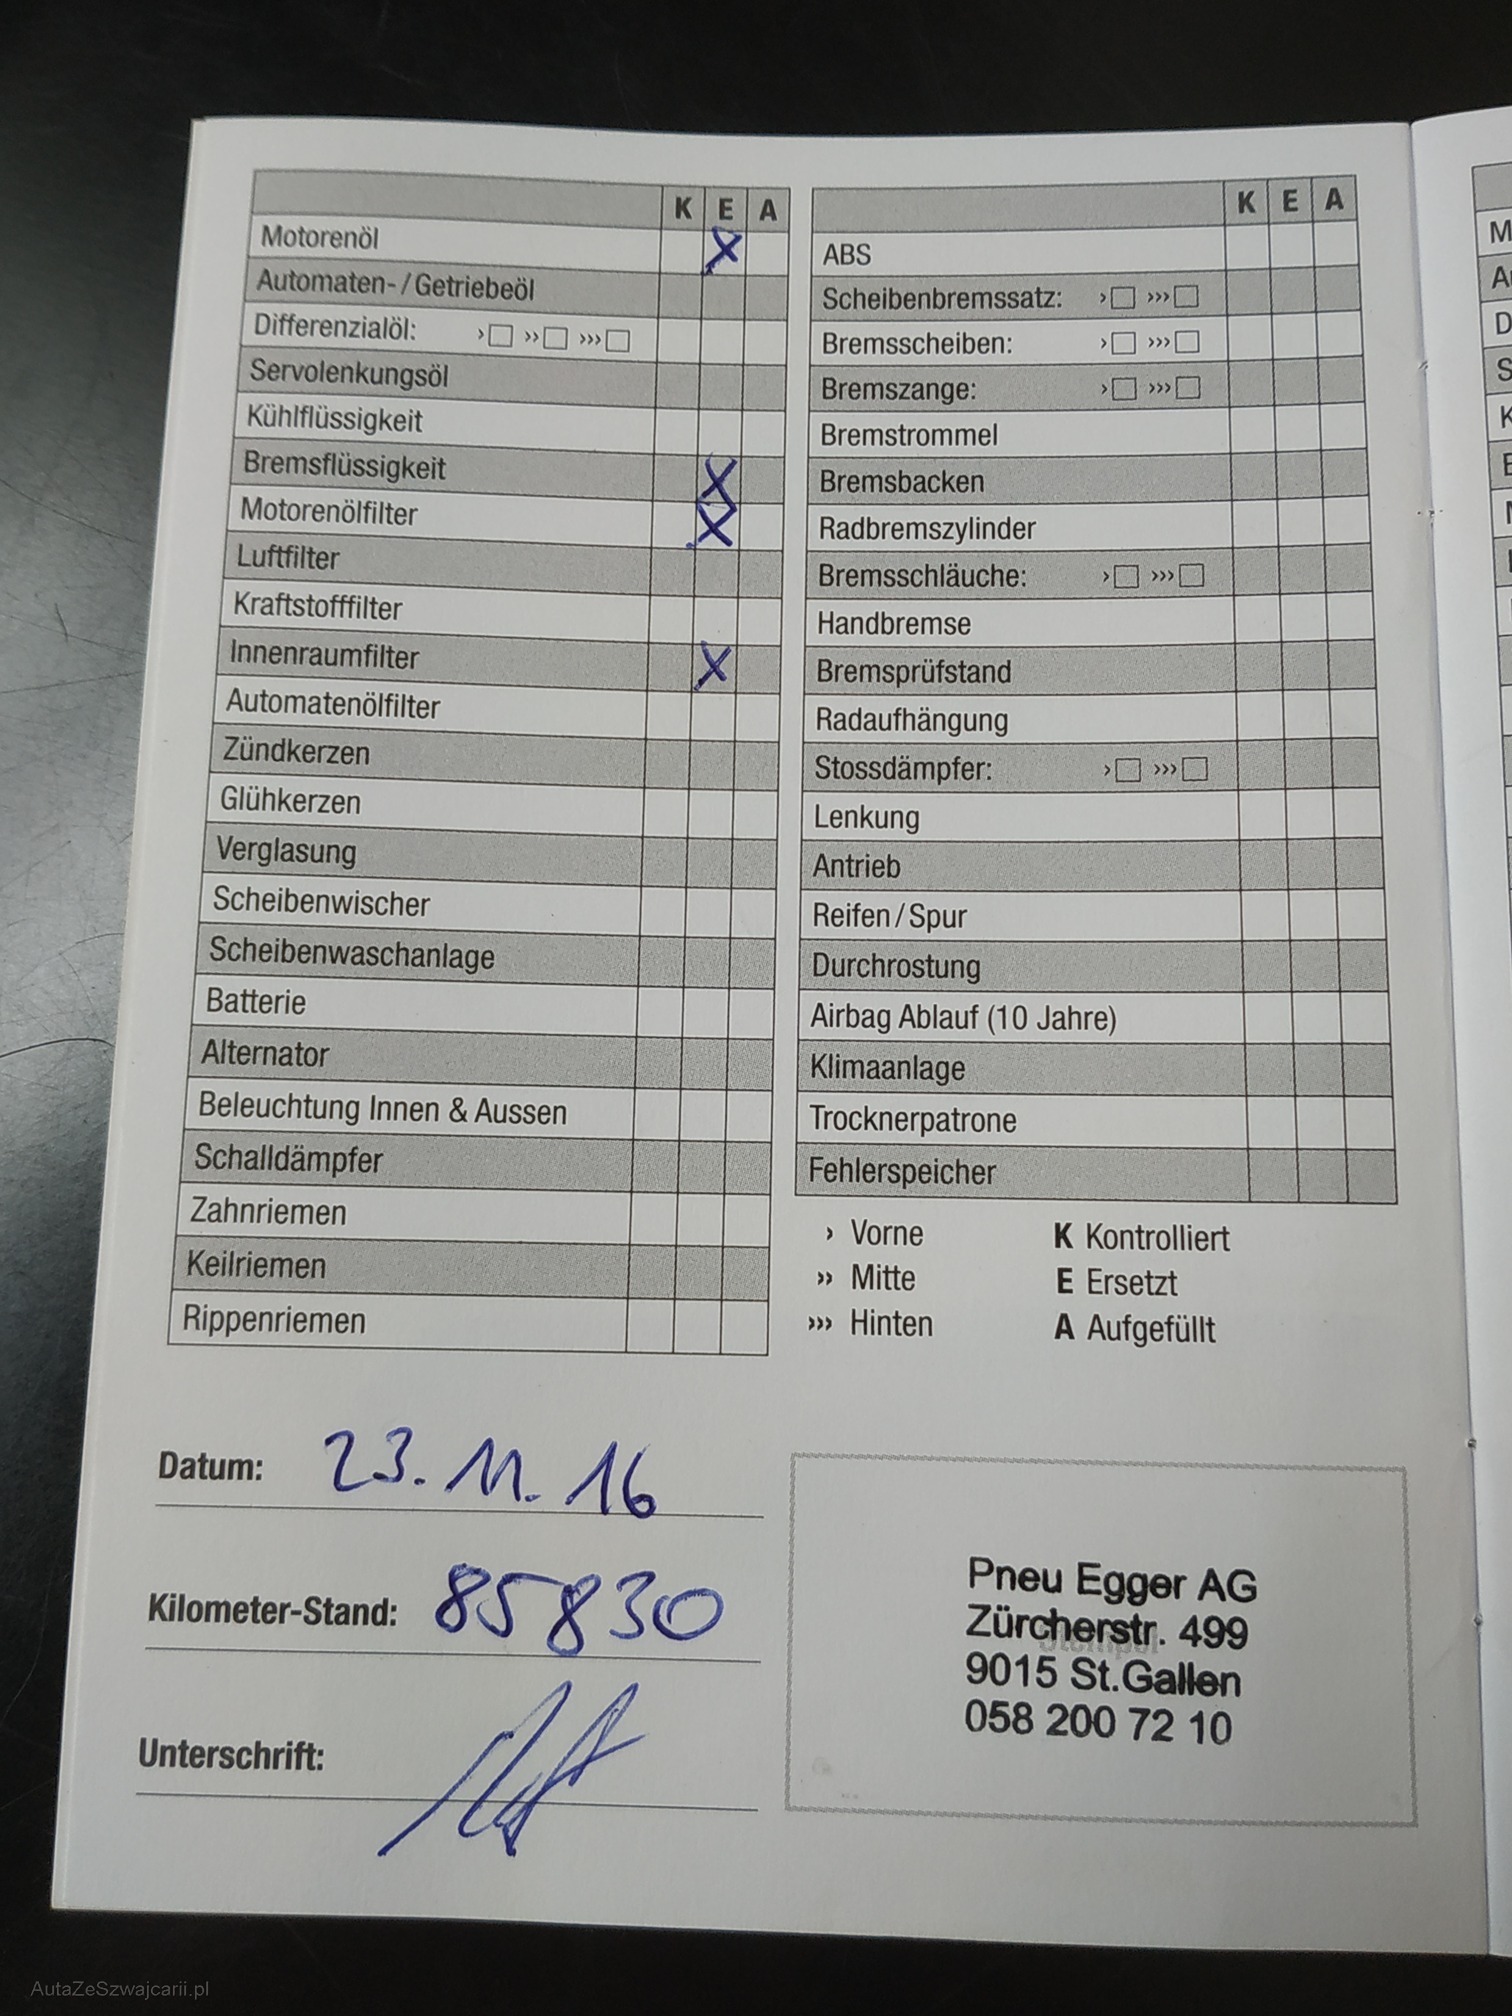 K E A
Motorenöl X
Automaten- / Getriebeöl
Differenzialöl: › □ ›› □ ››› □
Servolenkungsöl
Kühlflüssigkeit
Bremsflüssigkeit X
Motorenölfilter X
Luftfilter
Kraftstofffilter
Innenraumfilter X
Automatenölfilter
Zündkerzen
Glühkerzen
Verglasung
Scheibenwischer
Scheibenwaschanlage
Batterie
Alternator
Beleuchtung Innen & Aussen
Schalldämpfer
Zahnriemen
Keilriemen
Rippenriemen
K E A
ABS
Scheibenbremssatz: › □ ››› □
Bremsscheiben: › □ ››› □
Bremszange: › □ ››› □
Bremstrommel
Bremsbacken
Radbremszylinder
Bremsschläuche: › □ ››› □
Handbremse
Bremsprüfstand
Radaufhängung
Stossdämpfer: › □ ››› □
Lenkung
Antrieb
Reifen / Spur
Durchrostung
Airbag Ablauf (10 Jahre)
Klimaanlage
Trocknerpatrone
Fehlerspeicher
› Vorne K Kontrolliert
›› Mitte E Ersetzt
››› Hinten A Aufgefüllt
Datum: 23.11.16
Kilometer-Stand: 85830
Unterschrift:
Pneu Egger AG
Zürcherstr. 499
Stempel
9015 St.Gallen
058 200 72 10
AutaZeSzwajcarii.pl